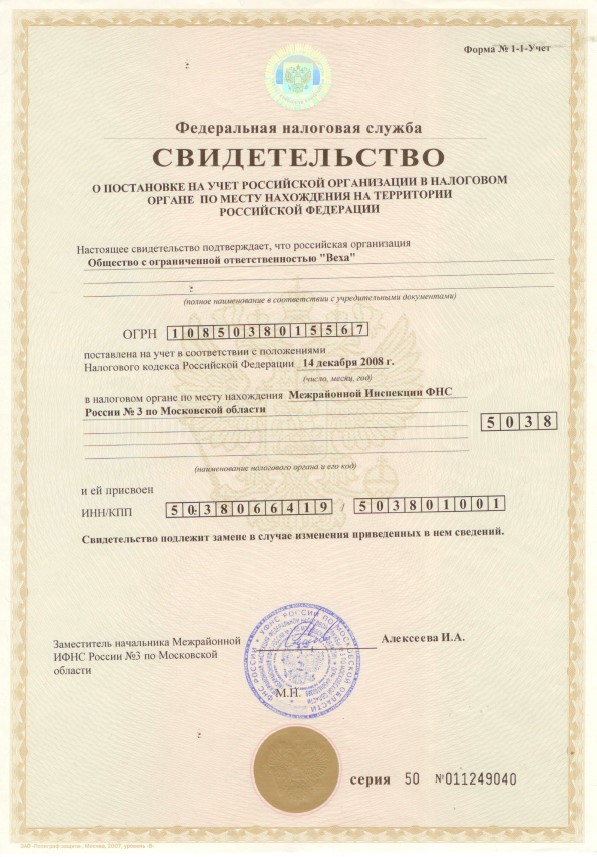 Форма № 1-1-Учет
Федеральная налоговая служба
СВИДЕТЕЛЬСТВО
О ПОСТАНОВКЕ НА УЧЕТ РОССИЙСКОЙ ОРГАНИЗАЦИИ В НАЛОГОВОМ
ОРГАНЕ ПО МЕСТУ НАХОЖДЕНИЯ НА ТЕРРИТОРИИ
РОССИЙСКОЙ ФЕДЕРАЦИИ
Настоящее свидетельство подтверждает, что российская организация
Общество с ограниченной ответственностью "Веха"
(полное наименование в соответствии с учредительными документами)
ОГРН 1085038015567
поставлена на учет в соответствии с положениями
Налогового кодекса Российской Федерации 14 декабря 2008 г.
(число, месяц, год)
в налоговом органе по месту нахождения Межрайонной Инспекции ФНС
России № 3 по Московской области
5038
(наименование налогового органа и его код)
и ей присвоен
ИНН/КПП 5038066419 / 503801001
Свидетельство подлежит замене в случае изменения приведенных в нем сведений.
Заместитель начальника Межрайонной
ИФНС России №3 по Московской
области
Алексеева И.А.
М.П.
серия 50 №011249040